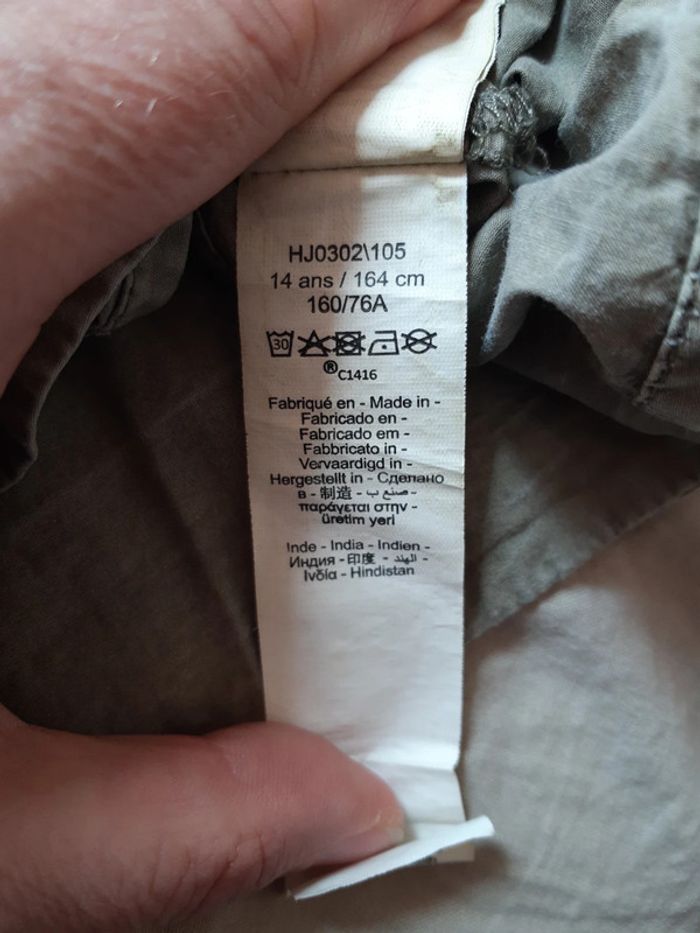 HJ0302\105
14 ans / 164 cm
160/76A
30
®C1416
Fabriqué en - Made in -
Fabricado en -
Fabricado em -
Fabbricato in -
Vervaardigd in -
Hergestellt in - Сделано
в - 制造 - صنع ب -
παράγεται στην -
üretim yeri
Inde - India - Indien -
Индия - 印度 - الهند -
Ινδία - Hindistan